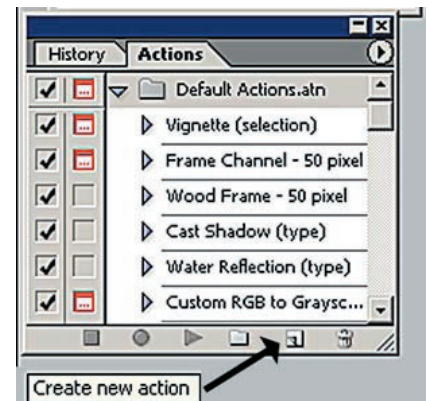 History Actions
Default Actions.atn
Vignette (selection)
Frame Channel - 50 pixel
Wood Frame - 50 pixel
Cast Shadow (type)
Water Reflection (type)
Custom RGB to Graysc...
Create new action